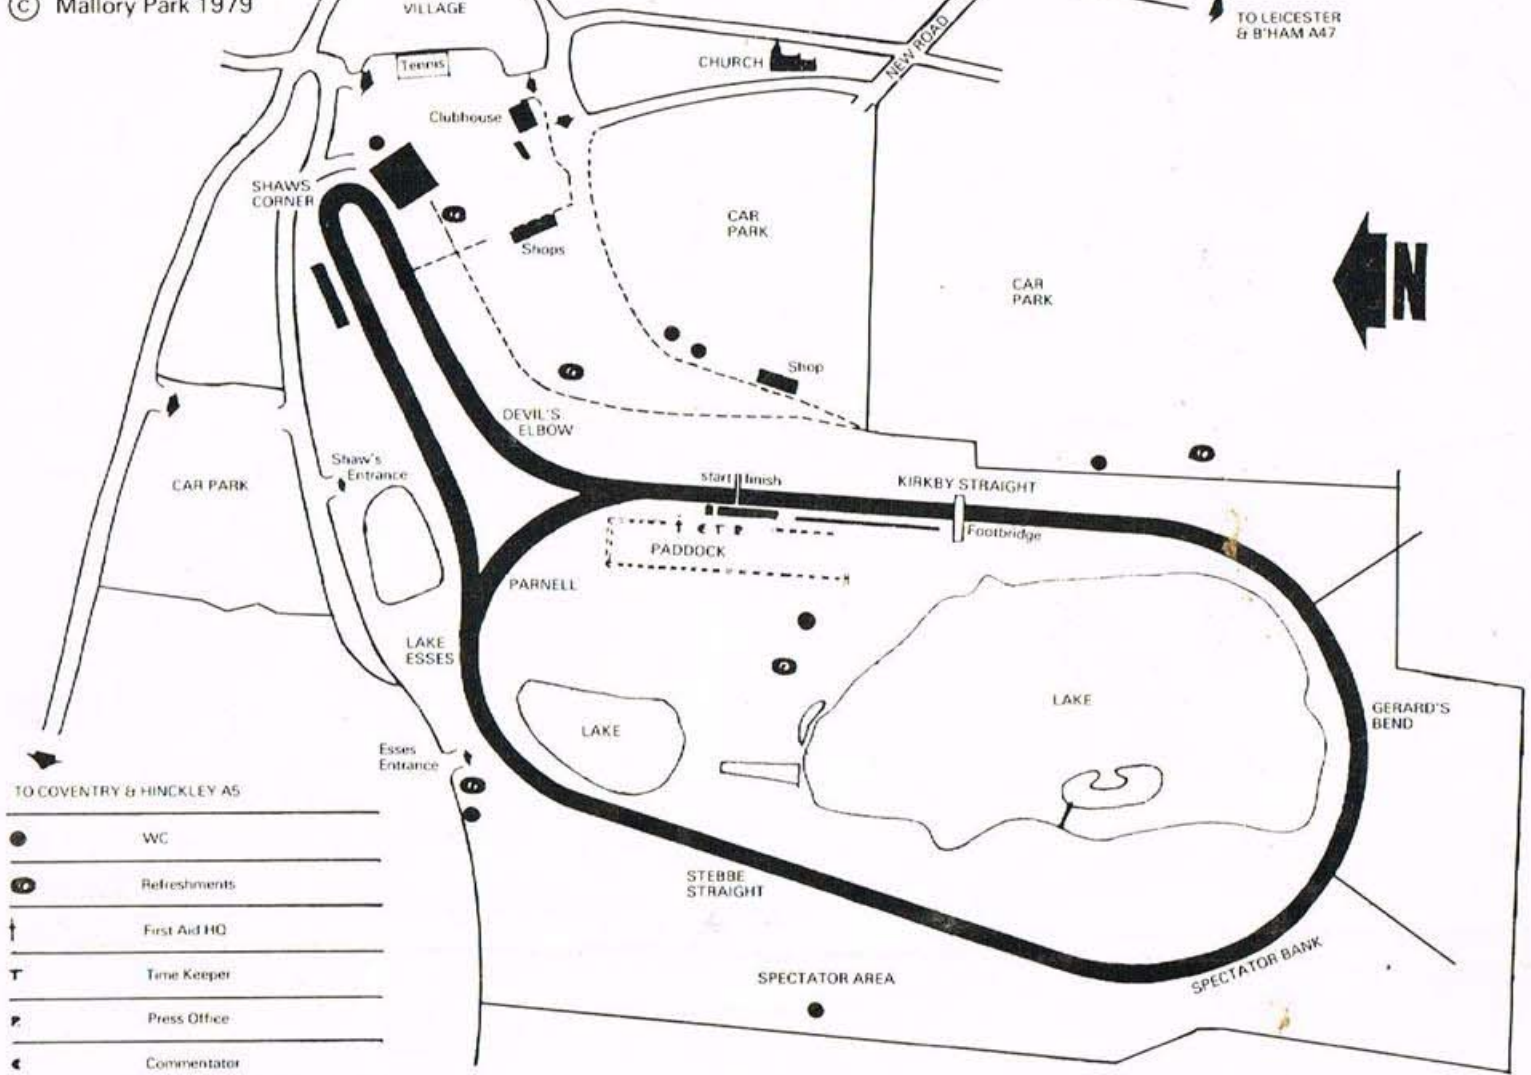 © Mallory Park 1979
VILLAGE
TO LEICESTER
& B'HAM A47
NEW ROAD
CHURCH
Tennis
Clubhouse
SHAWS
CORNER
Shops
CAR
PARK
CAR
PARK
N
Shop
DEVIL'S
ELBOW
Shaw's
Entrance
CAR PARK
start finish
KIRKBY STRAIGHT
Footbridge
C T P
PADDOCK
PARNELL
LAKE
ESSES
LAKE
LAKE
GERARD'S
BEND
Esses
Entrance
TO COVENTRY & HINCKLEY A5
WC
Refreshments
First Aid HQ
T Time Keeper
P Press Office
C Commentator
STEBBE
STRAIGHT
SPECTATOR AREA
SPECTATOR BANK